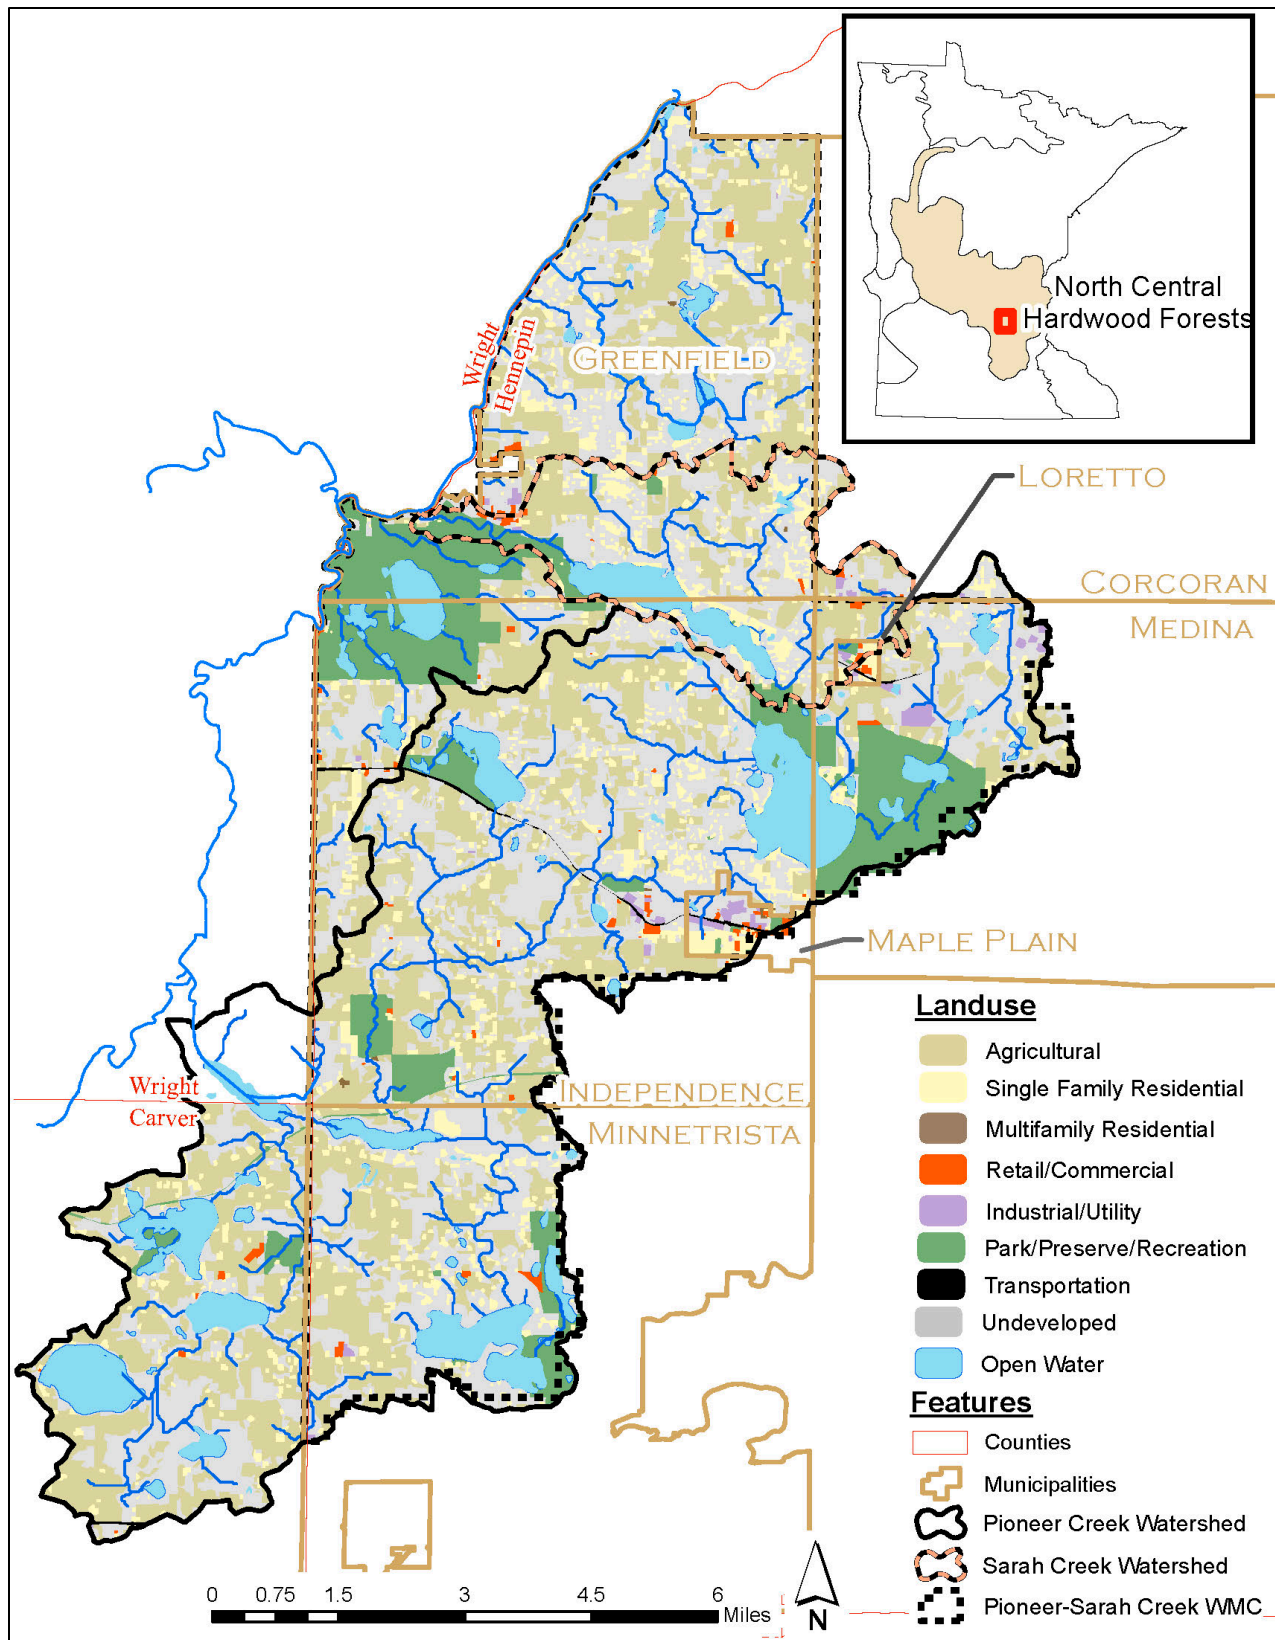 North Central
Hardwood Forests
Wright
Hennepin
GREENFIELD
LORETTO
CORCORAN
MEDINA
MAPLE PLAIN
INDEPENDENCE
MINNETRISTA
Wright
Carver
Landuse
Agricultural
Single Family Residential
Multifamily Residential
Retail/Commercial
Industrial/Utility
Park/Preserve/Recreation
Transportation
Undeveloped
Open Water
Features
Counties
Municipalities
Pioneer Creek Watershed
Sarah Creek Watershed
Pioneer-Sarah Creek WMC
0 0.75 1.5 3 4.5 6
Miles
N